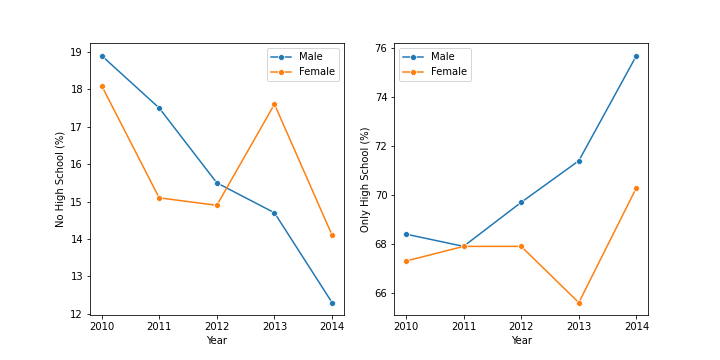 No High School (%)
19
18
17
16
15
14
13
12
Male
Female
2010 2011 2012 2013 2014
Year
Only High School (%)
76
74
72
70
68
66
Male
Female
2010 2011 2012 2013 2014
Year